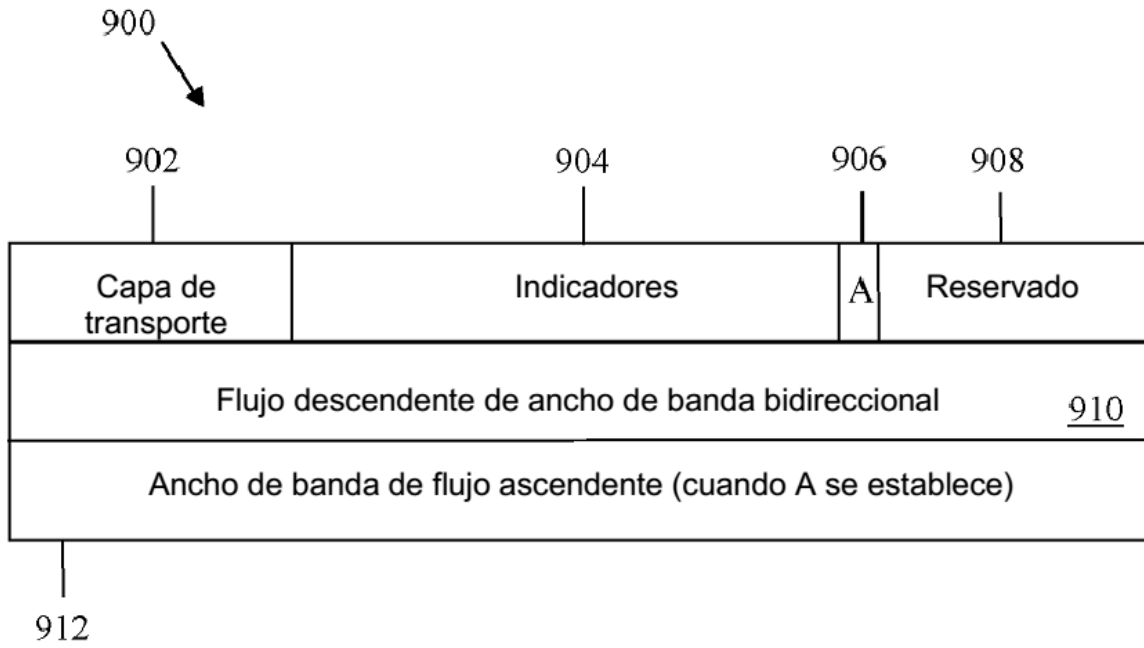 900
902
904
906
908
Capa de
transporte
Indicadores
A
Reservado
Flujo descendente de ancho de banda bidireccional
910
Ancho de banda de flujo ascendente (cuando A se establece)
912